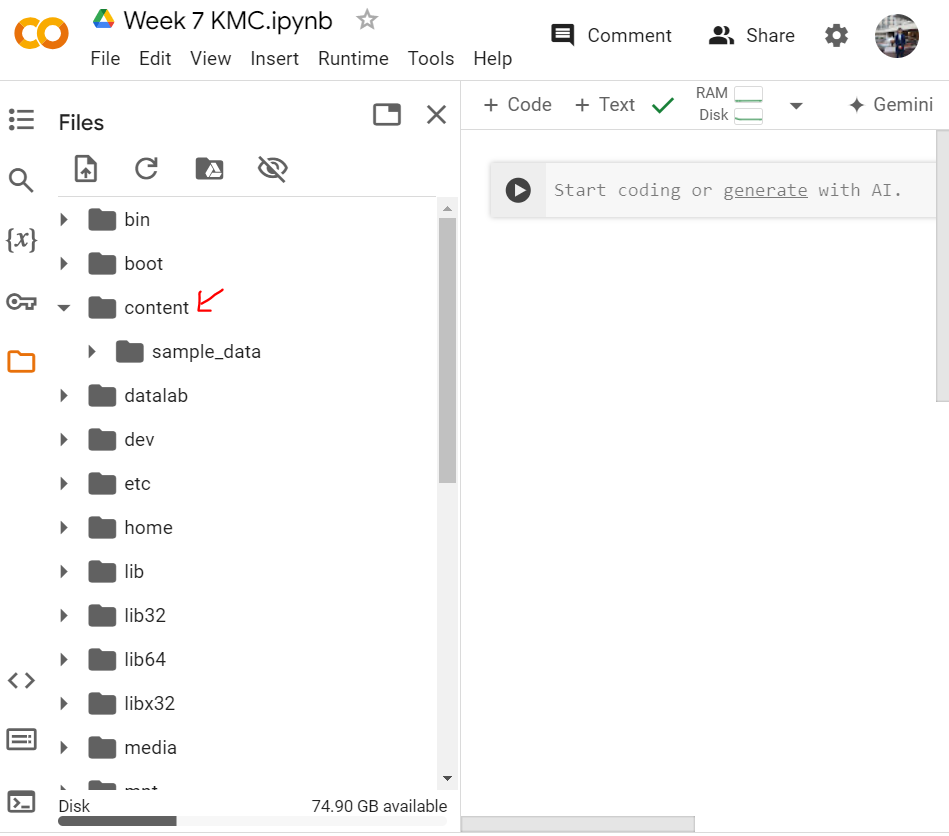 Week 7 KMC.ipynb
File Edit View Insert Runtime Tools Help
Comment
Share
Files
+ Code + Text
RAM
Disk
Gemini
{x}
Start coding or generate with AI.
bin
boot
content
sample_data
datalab
dev
etc
home
lib
lib32
lib64
libx32
media
mnt
Disk 74.90 GB available